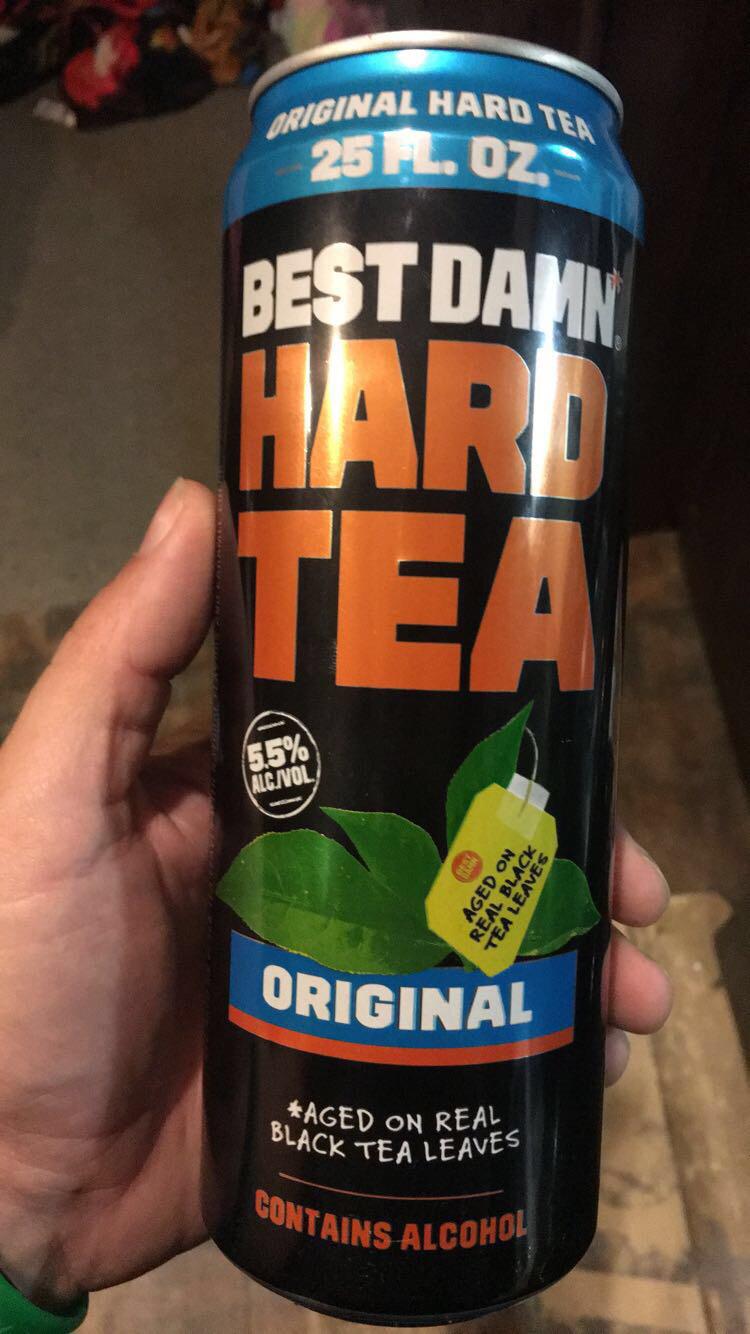 ORIGINAL HARD TEA
25 FL. OZ.
BEST DAMN®
HARD
TEA
5.5%
ALC./VOL.
AGED ON
REAL BLACK
TEA LEAVES
ORIGINAL
*AGED ON REAL
BLACK TEA LEAVES
CONTAINS ALCOHOL